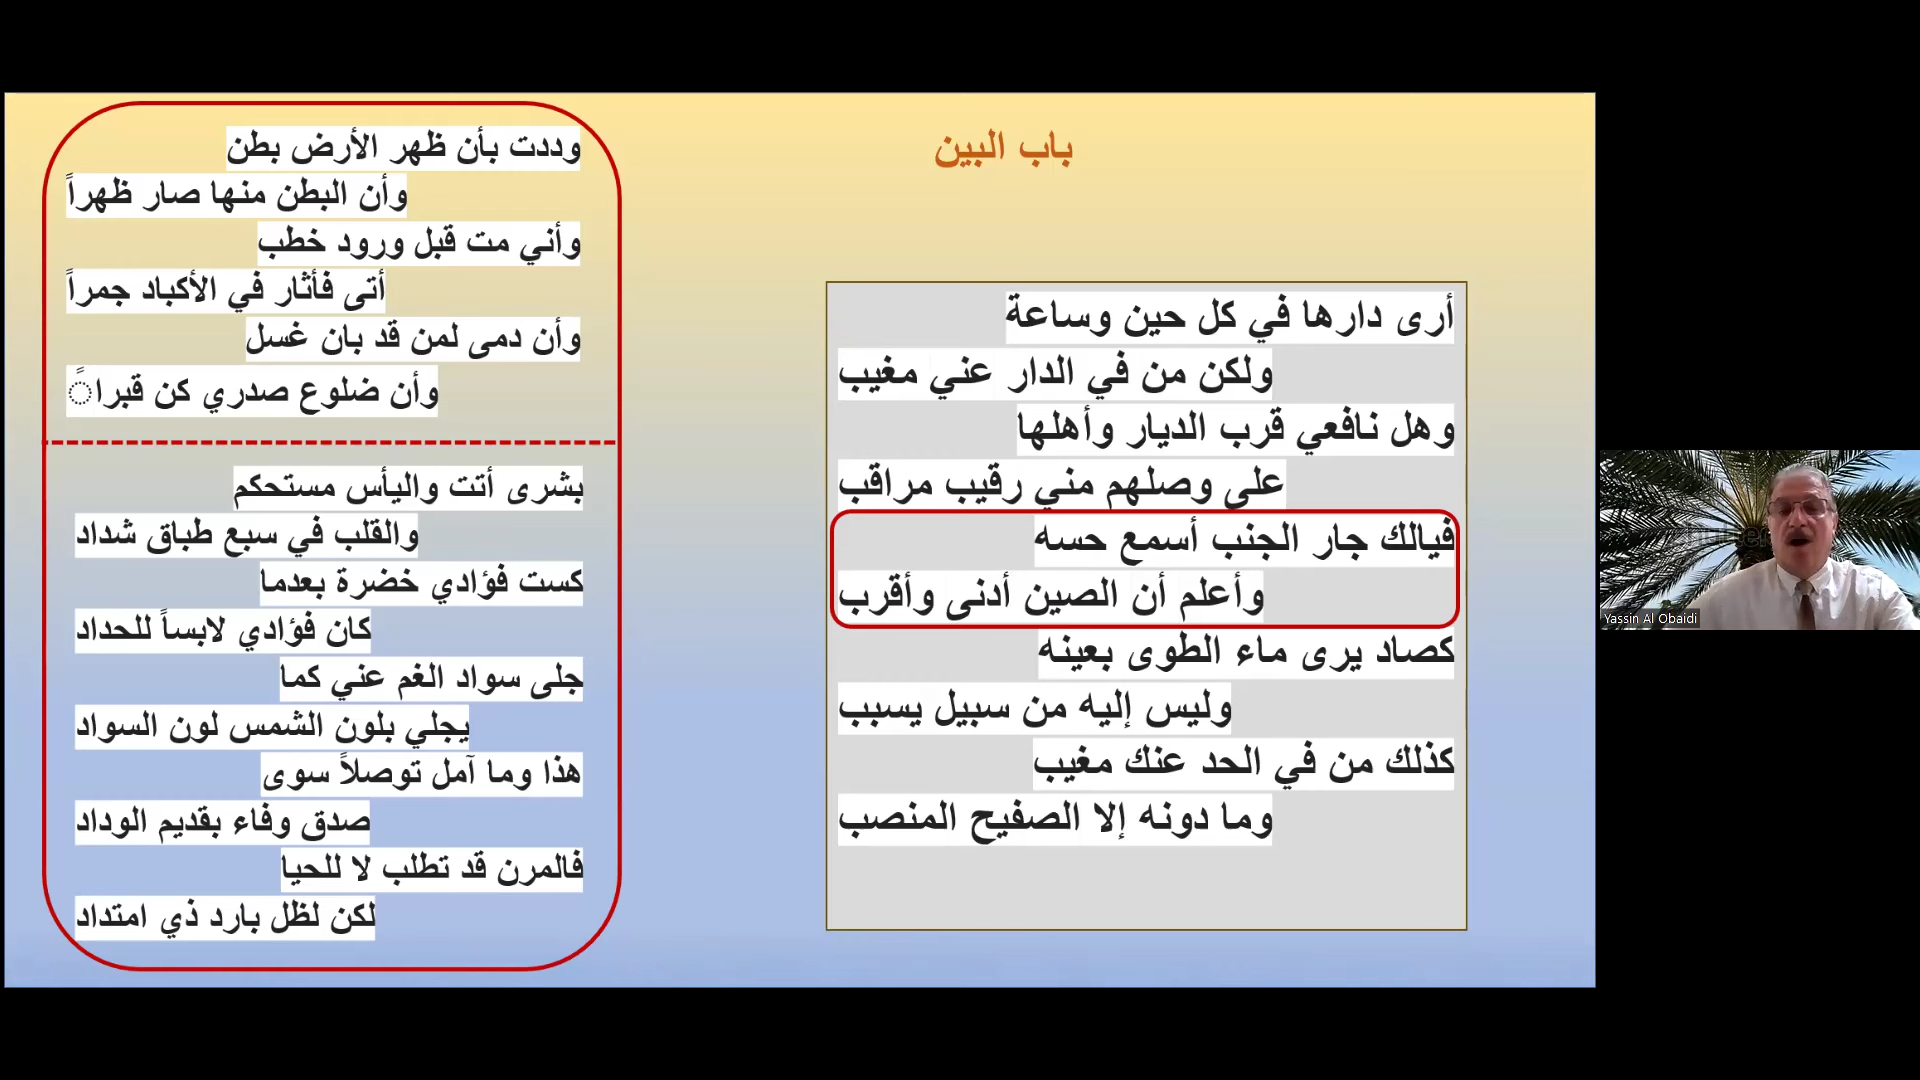 باب البين
أرى دارها في كل حين وساعة
ولكن من في الدار عني مغيب
وهل نافعي قرب الديار وأهلها
على وصلهم مني رقيب مراقب
فيالك جار الجنب أسمع حسه
وأعلم أن الصين أدنى وأقرب
كصاد يرى ماء الطوى بعينه
وليس إليه من سبيل يسبب
كذلك من في الحد عنك مغيب
وما دونه إلا الصفيح المنصب
وددت بأن ظهر الأرض بطن
وأن البطن منها صار ظهراً
وأني مت قبل ورود خطب
أتى فأثار في الأكباد جمراً
وأن دمى لمن قد بان غسل
وأن ضلوع صدري كن قبراً
بشرى أتت واليأس مستحكم
والقلب في سبع طباق شداد
كست فؤادي خضرة بعدما
كان فؤادي لابساً للحداد
جلى سواد الغم عني كما
يجلي بلون الشمس لون السواد
هذا وما آمل توصلاً سوى
صدق وفاء بقديم الوداد
فالمرن قد تطلب لا للحيا
لكن لظل بارد ذي امتداد
Yassin Al Obaidi